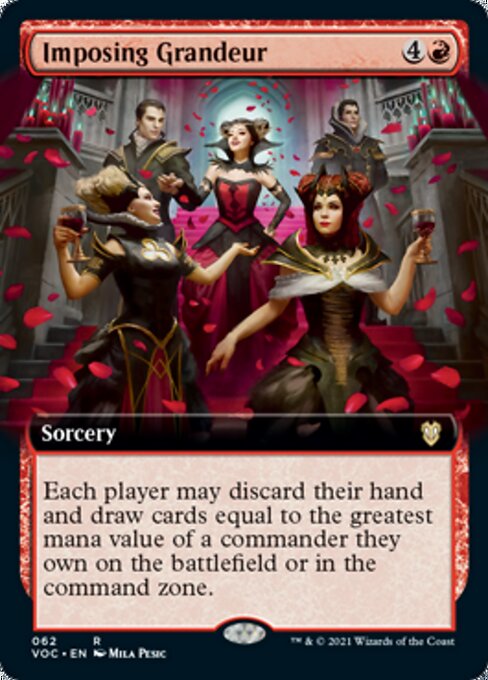 Imposing Grandeur 4
Sorcery
Each player may discard their hand
and draw cards equal to the greatest
mana value of a commander they
own on the battlefield or in the
command zone.
062 R
VOC • EN Mila Pesic
™ & © 2021 Wizards of the Coast